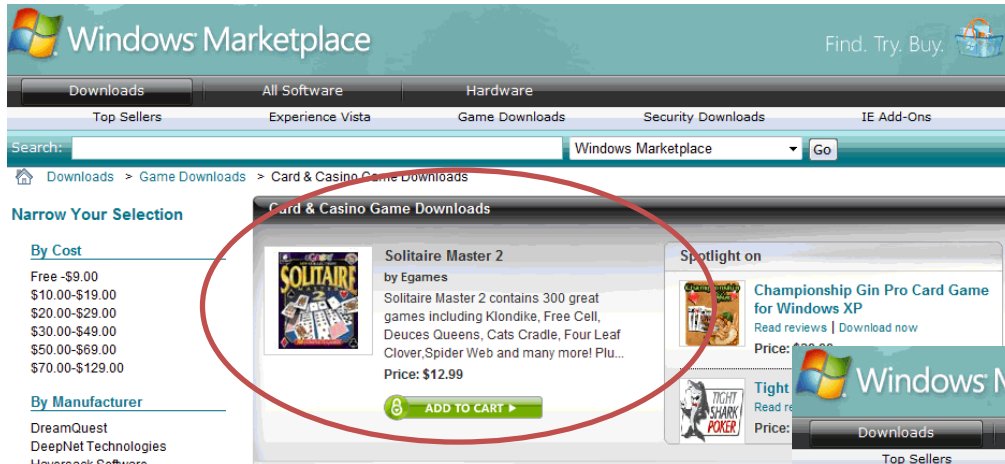 Windows Marketplace
Find. Try. Buy.
Downloads All Software Hardware
Top Sellers Experience Vista Game Downloads Security Downloads IE Add-Ons
Search: Windows Marketplace Go
Downloads > Game Downloads > Card & Casino Game Downloads
Narrow Your Selection
By Cost
Free -$9.00
$10.00-$19.00
$20.00-$29.00
$30.00-$49.00
$50.00-$69.00
$70.00-$129.00
By Manufacturer
DreamQuest
DeepNet Technologies
Card & Casino Game Downloads
SOLITAIRE
MASTER
2
Solitaire Master 2
by Egames
Solitaire Master 2 contains 300 great
games including Klondike, Free Cell,
Deuces Queens, Cats Cradle, Four Leaf
Clover,Spider Web and many more! Plu...
Price: $12.99
ADD TO CART
Spotlight on
Championship Gin Pro Card Game
for Windows XP
Read reviews | Download now
Price:
Tight
Read
Price:
TIGHT
SHARK
POKER
Windows
Downloads
Top Sellers